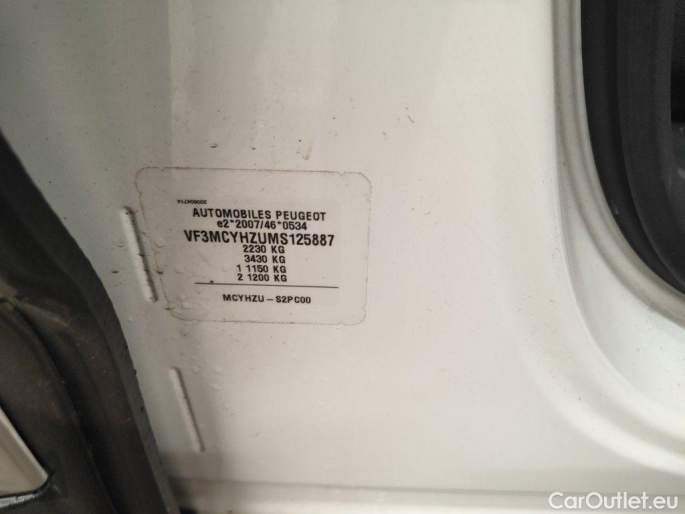 AUTOMOBILES PEUGEOT
e2*2007/46*0534
VF3MCYHZUMS125887
2230 KG
3430 KG
1 1150 KG
2 1200 KG
MCYHZU - S2PC00
CarOutlet.eu